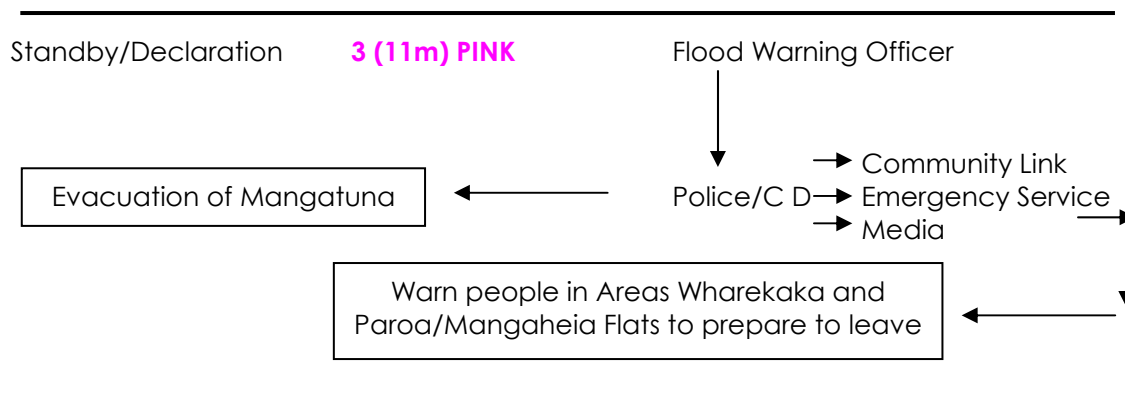 Standby/Declaration 3 (11m) PINK Flood Warning Officer
Community Link
Evacuation of Mangatuna Police/C D Emergency Service
Media
Warn people in Areas Wharekaka and
Paroa/Mangaheia Flats to prepare to leave